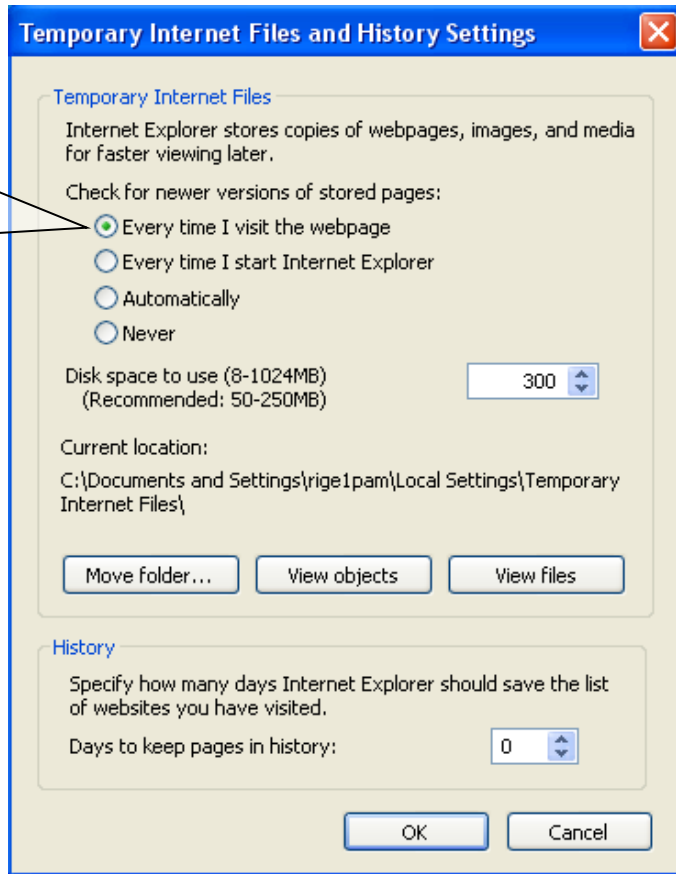 Temporary Internet Files and History Settings
Temporary Internet Files
Internet Explorer stores copies of webpages, images, and media
for faster viewing later.
Check for newer versions of stored pages:
Every time I visit the webpage
Every time I start Internet Explorer
Automatically
Never
Disk space to use (8-1024MB)
(Recommended: 50-250MB)
300
Current location:
C:\Documents and Settings\rige1pam\Local Settings\Temporary
Internet Files\
Move folder... View objects View files
History
Specify how many days Internet Explorer should save the list
of websites you have visited.
Days to keep pages in history: 0
OK Cancel